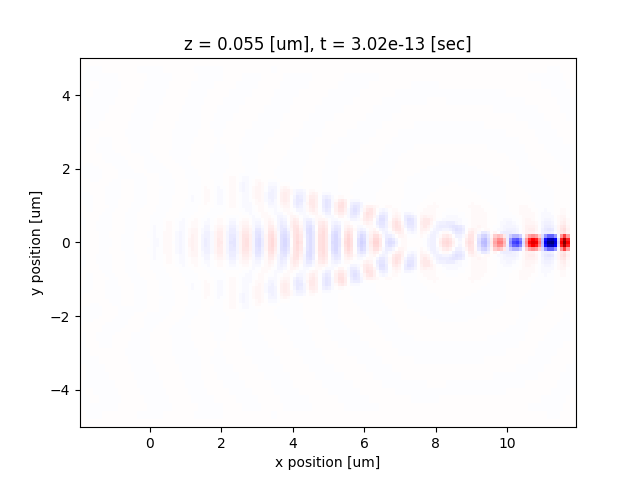 z = 0.055 [um], t = 3.02e-13 [sec]
y position [um]
4
2
0
−2
−4
0 2 4 6 8 10
x position [um]